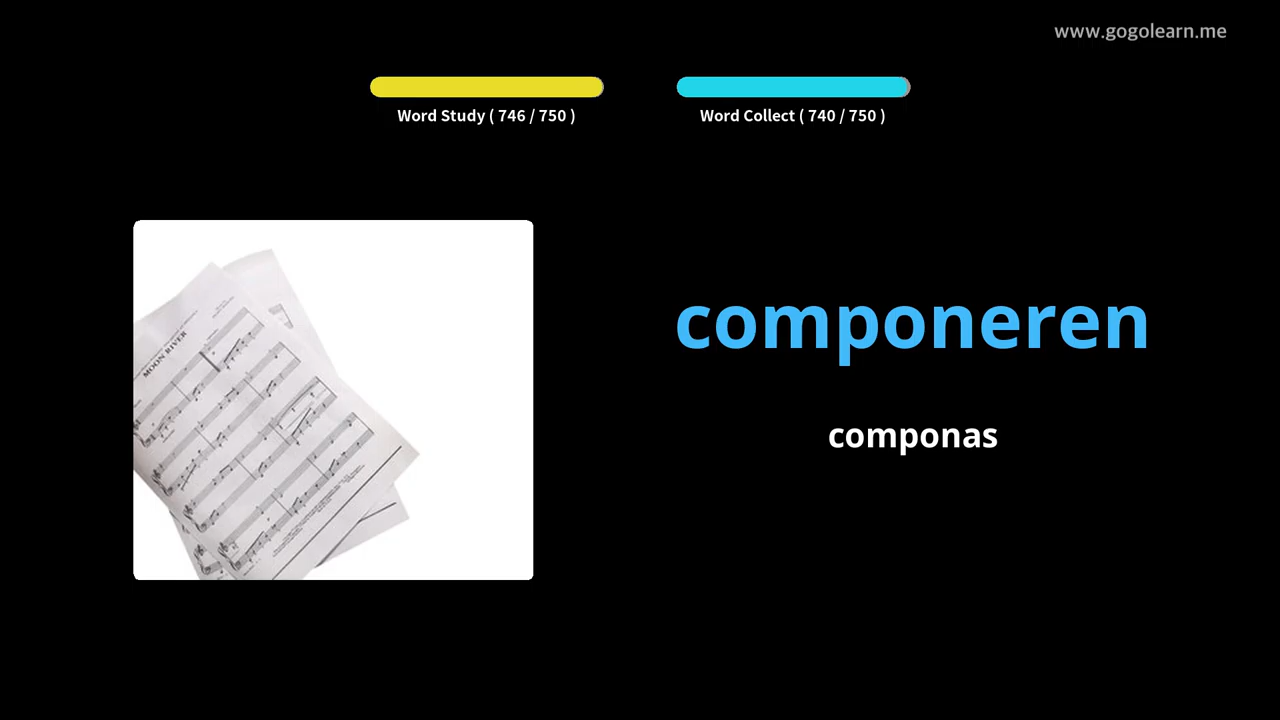 www.gogolearn.me
Word Study ( 746 / 750 )
Word Collect ( 740 / 750 )
MOON RIVER
componeren
componas